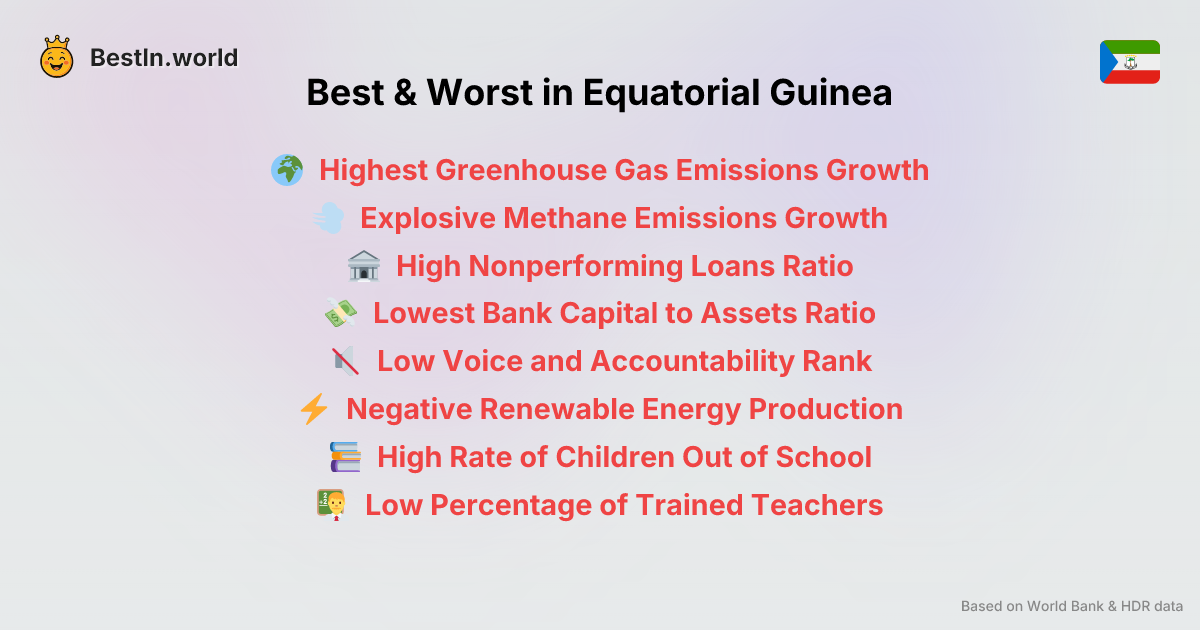 BestIn.world
Best & Worst in Equatorial Guinea
Highest Greenhouse Gas Emissions Growth
Explosive Methane Emissions Growth
High Nonperforming Loans Ratio
Lowest Bank Capital to Assets Ratio
Low Voice and Accountability Rank
Negative Renewable Energy Production
High Rate of Children Out of School
Low Percentage of Trained Teachers
Based on World Bank & HDR data